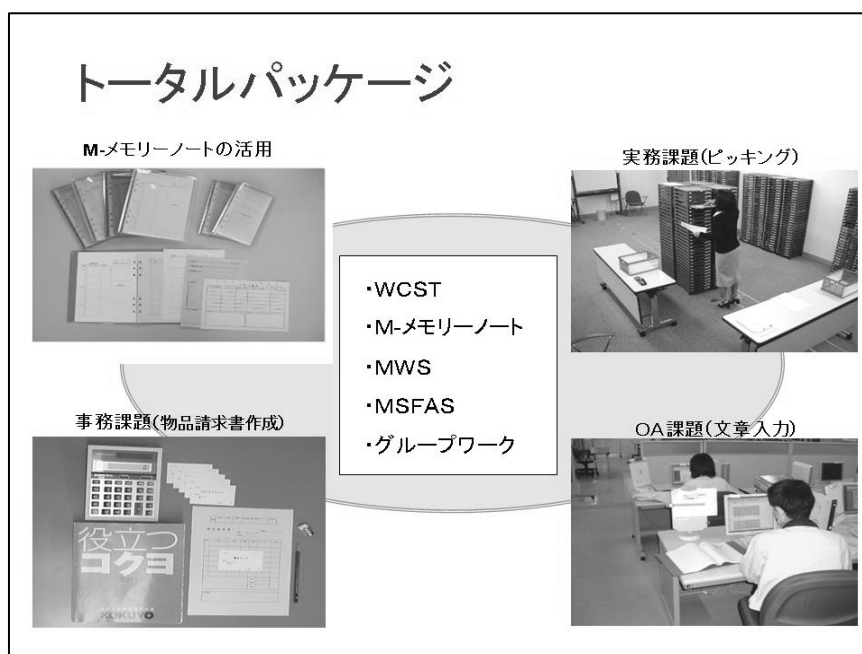 トータルパッケージ
M-メモリーノートの活用
実務課題(ピッキング)
・WCST
・M-メモリーノート
・MWS
・MSFAS
・グループワーク
事務課題(物品請求書作成)
OA課題(文章入力)
役立つ
コクヨ
KOKUYO